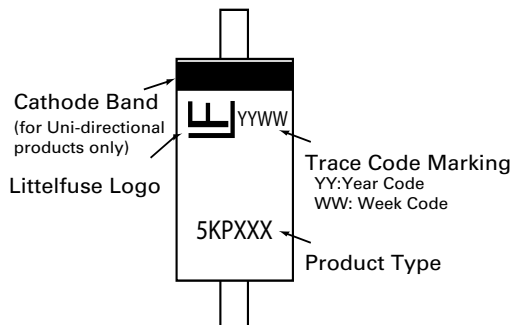 Cathode Band
(for Uni-directional
products only)
Littelfuse Logo
YYWW
Trace Code Marking
YY:Year Code
WW: Week Code
5KPXXX
Product Type